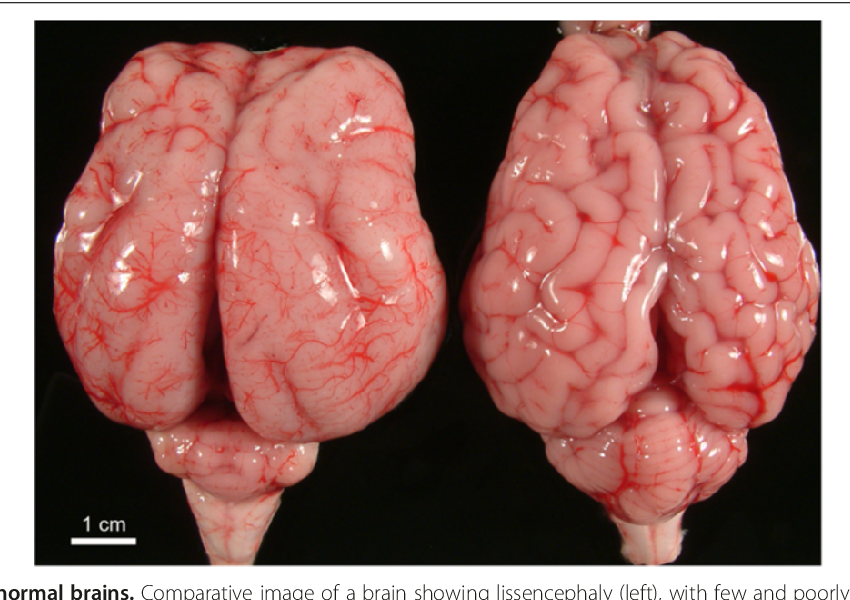 1 cm
normal brains. Comparative image of a brain showing lissencephaly (left), with few and poorly